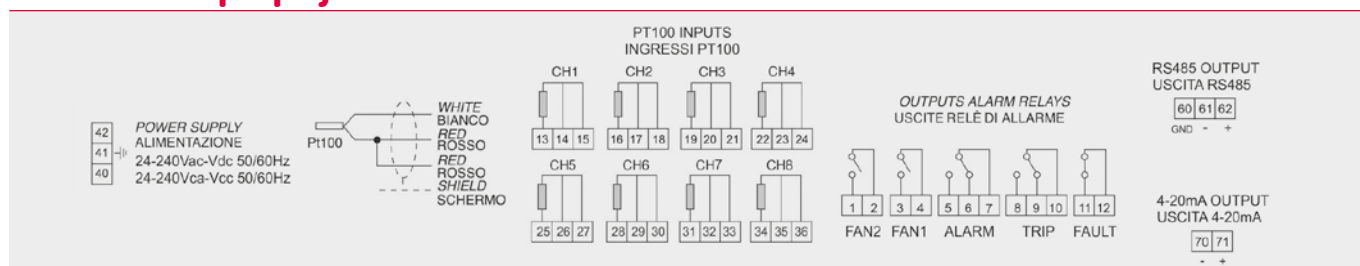 42
41
40
POWER SUPPLY
ALIMENTAZIONE
24-240Vac-Vdc 50/60Hz
24-240Vca-Vcc 50/60Hz
Pt100
WHITE
BIANCO
RED
ROSSO
RED
ROSSO
SHIELD
SCHERMO
PT100 INPUTS
INGRESSI PT100
CH1 CH2 CH3 CH4
13 14 15 16 17 18 19 20 21 22 23 24
CH5 CH6 CH7 CH8
25 26 27 28 29 30 31 32 33 34 35 36
OUTPUTS ALARM RELAYS
USCITE RELÈ DI ALLARME
1 2 3 4 5 6 7 8 9 10 11 12
FAN2 FAN1 ALARM TRIP FAULT
RS485 OUTPUT
USCITA RS485
60 61 62
GND - +
4-20mA OUTPUT
USCITA 4-20mA
70 71
- +